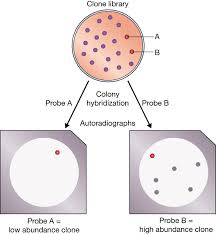 Clone library
A
B
Colony
hybridization
Probe A
Probe B
Autoradiographs
Probe A =
low abundance clone
Probe B =
high abundance clone